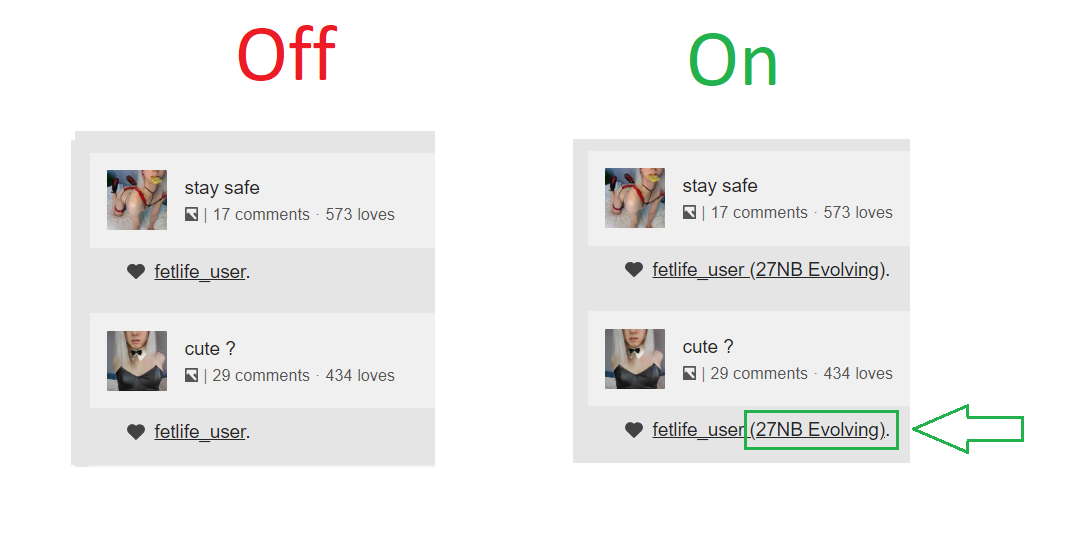 Off
On
stay safe
| 17 comments · 573 loves
fetlife_user.
cute ?
| 29 comments · 434 loves
fetlife_user.
stay safe
| 17 comments · 573 loves
fetlife_user (27NB Evolving).
cute ?
| 29 comments · 434 loves
fetlife_user (27NB Evolving).